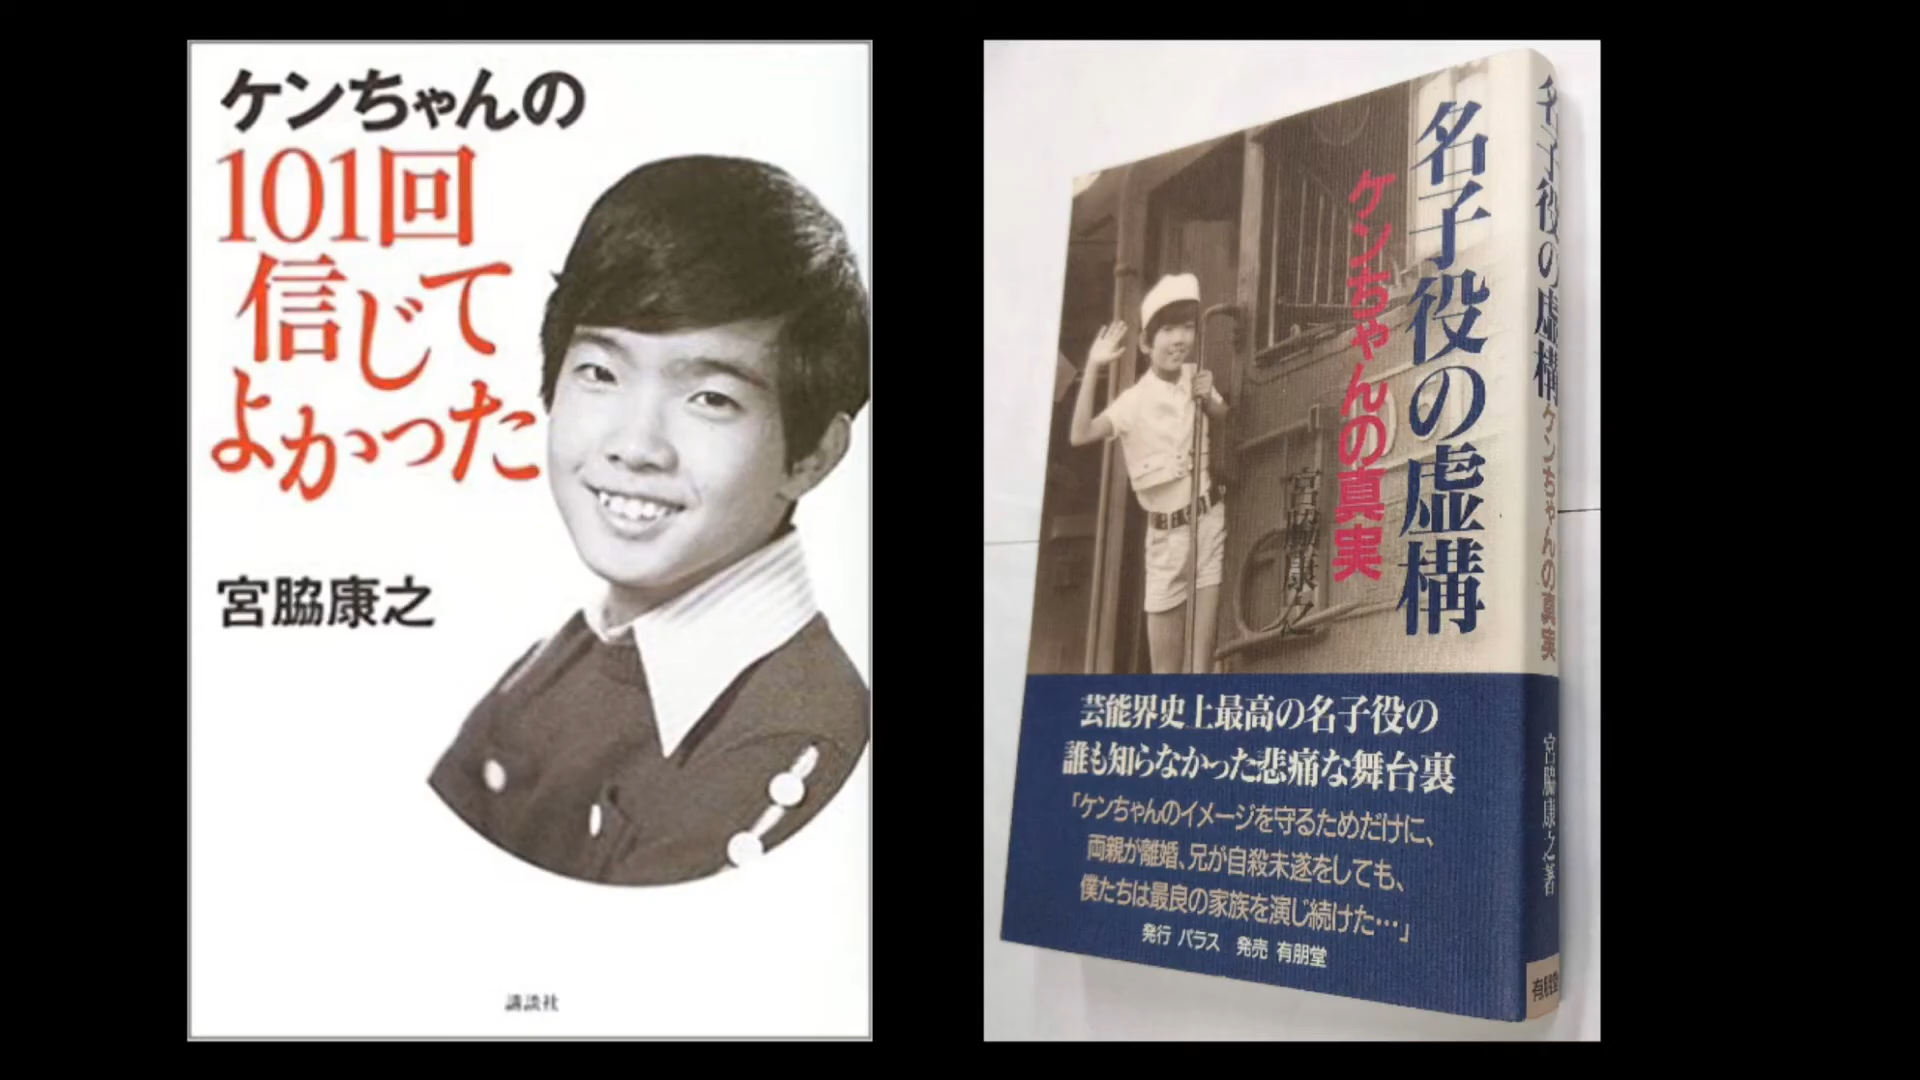 ケンちゃんの
101回
信じて
よかった
宮脇康之
講談社
名子役の虚構
ケンちゃんの真実
宮脇康之
芸能界史上最高の名子役の
誰も知らなかった悲痛な舞台裏
「ケンちゃんのイメージを守るためだけに、
両親が離婚、兄が自殺未遂をしても、
僕たちは最良の家族を演じ続けた…」
発行 パラス 発売 有朋堂
名子役の虚構
ケンちゃんの真実
宮脇康之著
有朋堂